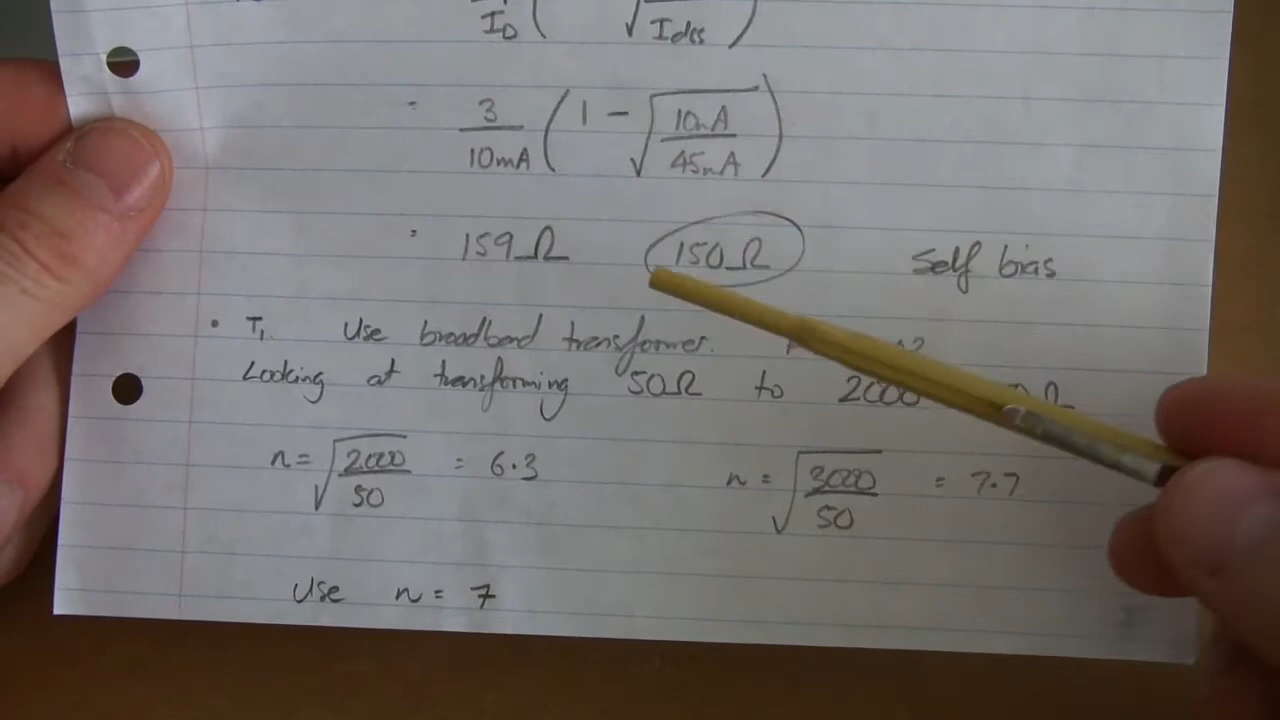 I_D ( √ Idss )
= 3/10mA ( 1 - √ 10mA/45mA )
= 159Ω 150Ω Self bias
• T1. Use broadband transformer.
Looking at transforming 50Ω to 2000 Ω
n = √ 2000/50 = 6.3 n = √ 3000/50 = 7.7
Use n = 7